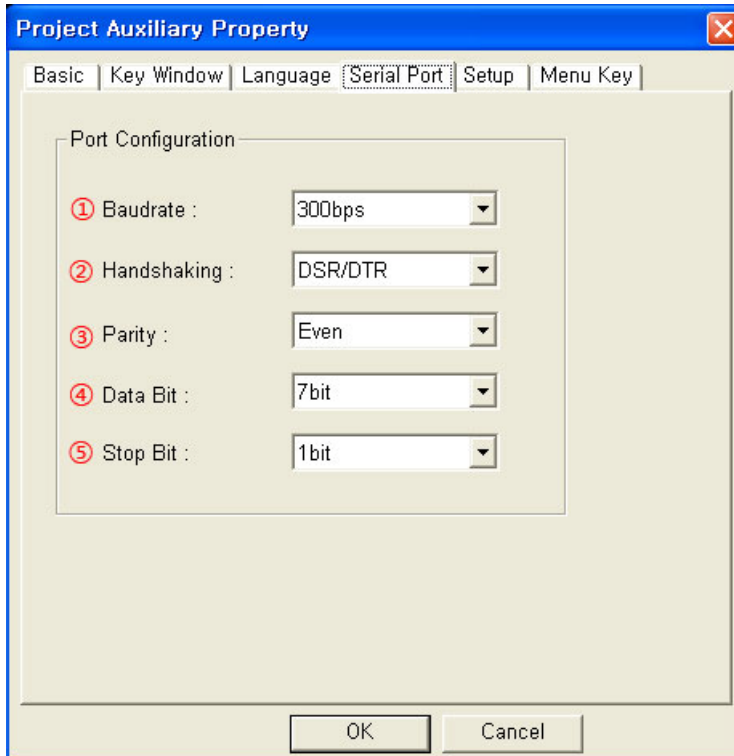 Project Auxiliary Property
Basic Key Window Language Serial Port Setup Menu Key
Port Configuration
① Baudrate : 300bps
② Handshaking : DSR/DTR
③ Parity : Even
④ Data Bit : 7bit
⑤ Stop Bit : 1bit
OK Cancel